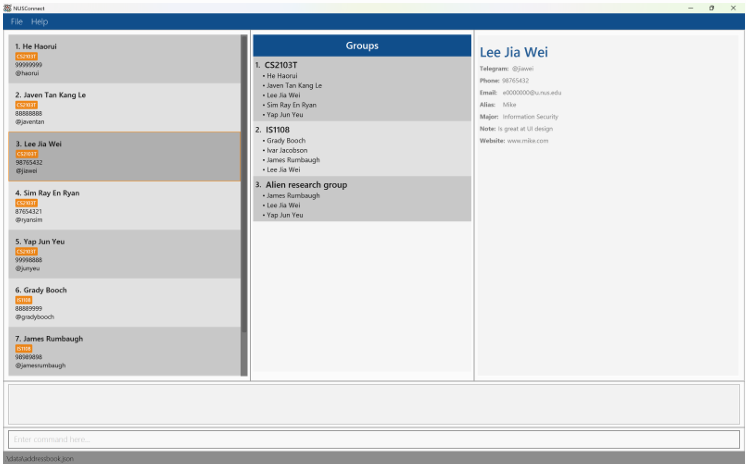 NUSConnect
File Help
1. He Haorui
CS2103T
99999999
@haorui
2. Javen Tan Kang Le
CS2103T
88888888
@javentan
3. Lee Jia Wei
CS2103T
98765432
@jiawei
4. Sim Ray En Ryan
CS2103T
87654321
@ryansim
5. Yap Jun Yeu
CS2103T
99998888
@junyeu
6. Grady Booch
IS1108
88889999
@gradybooch
7. James Rumbaugh
IS1108
98989898
@jamesrumbaugh
Groups
1. CS2103T
• He Haorui
• Javen Tan Kang Le
• Lee Jia Wei
• Sim Ray En Ryan
• Yap Jun Yeu
2. IS1108
• Grady Booch
• Ivar Jacobson
• James Rumbaugh
• Lee Jia Wei
3. Alien research group
• James Rumbaugh
• Lee Jia Wei
• Yap Jun Yeu
Lee Jia Wei
Telegram: @jiawei
Phone: 98765432
Email: e0000000@u.nus.edu
Alias: Mike
Major: Information Security
Note: Is great at UI design
Website: www.mike.com
Enter command here...
.\data\addressbook.json